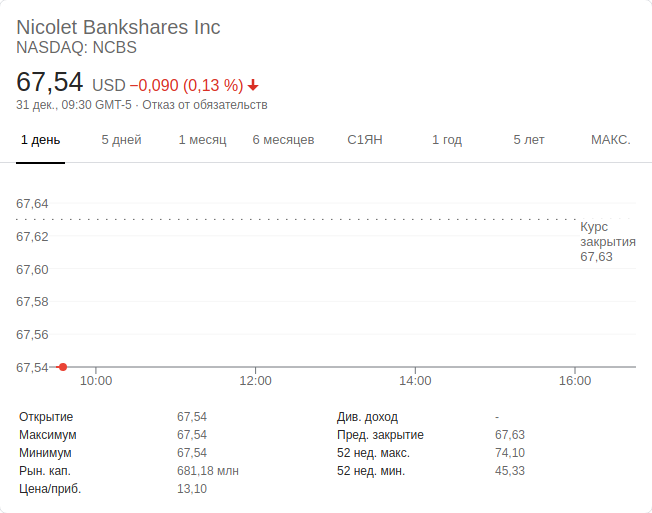 Nicolet Bankshares Inc
NASDAQ: NCBS
67,54 USD −0,090 (0,13 %)
31 дек., 09:30 GMT-5 · Отказ от обязательств
1 день 5 дней 1 месяц 6 месяцев С1ЯН 1 год 5 лет МАКС.
67,64
67,62
67,60
67,58
67,56
67,54
Курс
закрытия
67,63
10:00 12:00 14:00 16:00
Открытие 67,54 Див. доход -
Максимум 67,54 Пред. закрытие 67,63
Минимум 67,54 52 нед. макс. 74,10
Рын. кап. 681,18 млн 52 нед. мин. 45,33
Цена/приб. 13,10